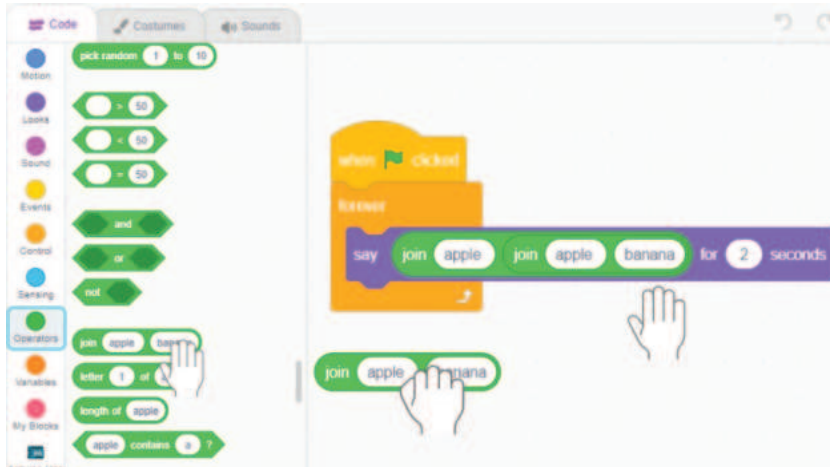 Code Costumes Sounds
Motion
Looks
Sound
Events
Control
Sensing
Operators
Variables
My Blocks
pick random 1 to 10
> 50
< 50
= 50
and
or
not
join apple
letter 1 of
length of apple
apple contains a ?
when clicked
forever
say join apple join apple banana for 2 seconds
join apple